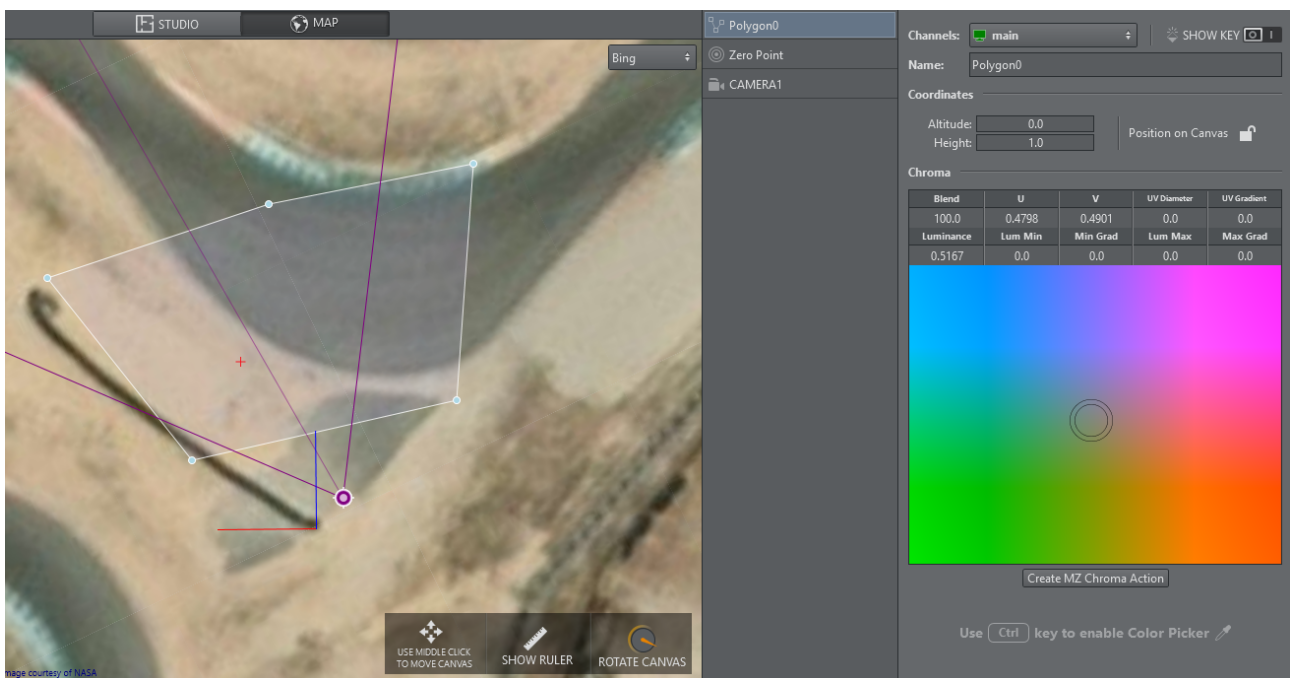 STUDIO
MAP
Bing
USE MIDDLE CLICK
TO MOVE CANVAS
SHOW RULER
ROTATE CANVAS
mage courtesy of NASA
Polygon0
Zero Point
CAMERA1
Channels: main SHOW KEY O I
Name: Polygon0
Coordinates
Altitude: 0.0
Height: 1.0
Position on Canvas
Chroma
Blend U V UV Diameter UV Gradient
100.0 0.4798 0.4901 0.0 0.0
Luminance Lum Min Min Grad Lum Max Max Grad
0.5167 0.0 0.0 0.0 0.0
Create MZ Chroma Action
Use Ctrl key to enable Color Picker